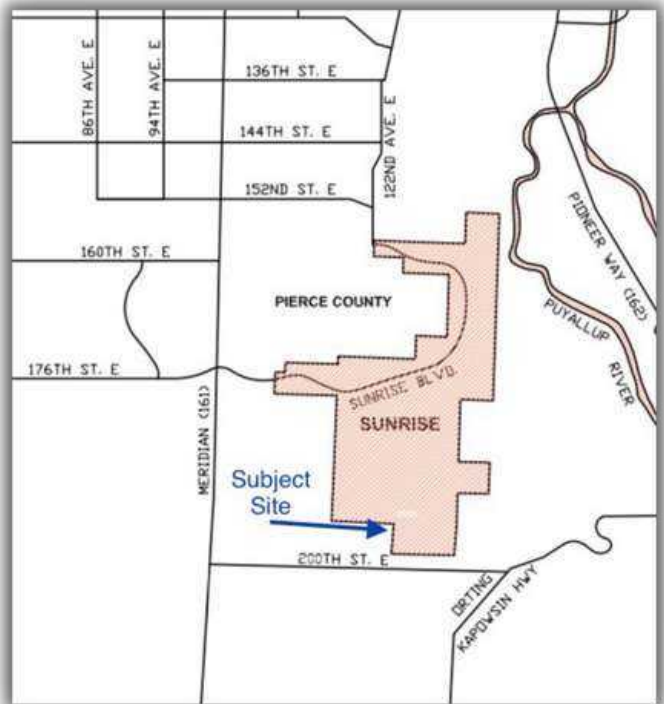 86TH AVE. E
94TH AVE. E
136TH ST. E
122ND AVE. E
144TH ST. E
152ND ST. E
160TH ST. E
PIERCE COUNTY
PIONEER WAY (162)
PUYALLUP
RIVER
176TH ST. E
SUNRISE BLVD.
MERIDIAN (161)
SUNRISE
Subject
Site
200TH ST. E
ORTING
KAPOWSIN HWY